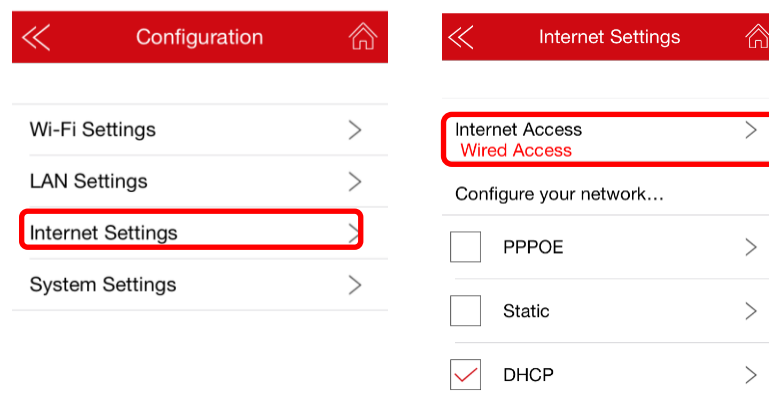 Configuration
Wi-Fi Settings
LAN Settings
Internet Settings
System Settings
Internet Settings
Internet Access
Wired Access
Configure your network...
PPPOE
Static
DHCP